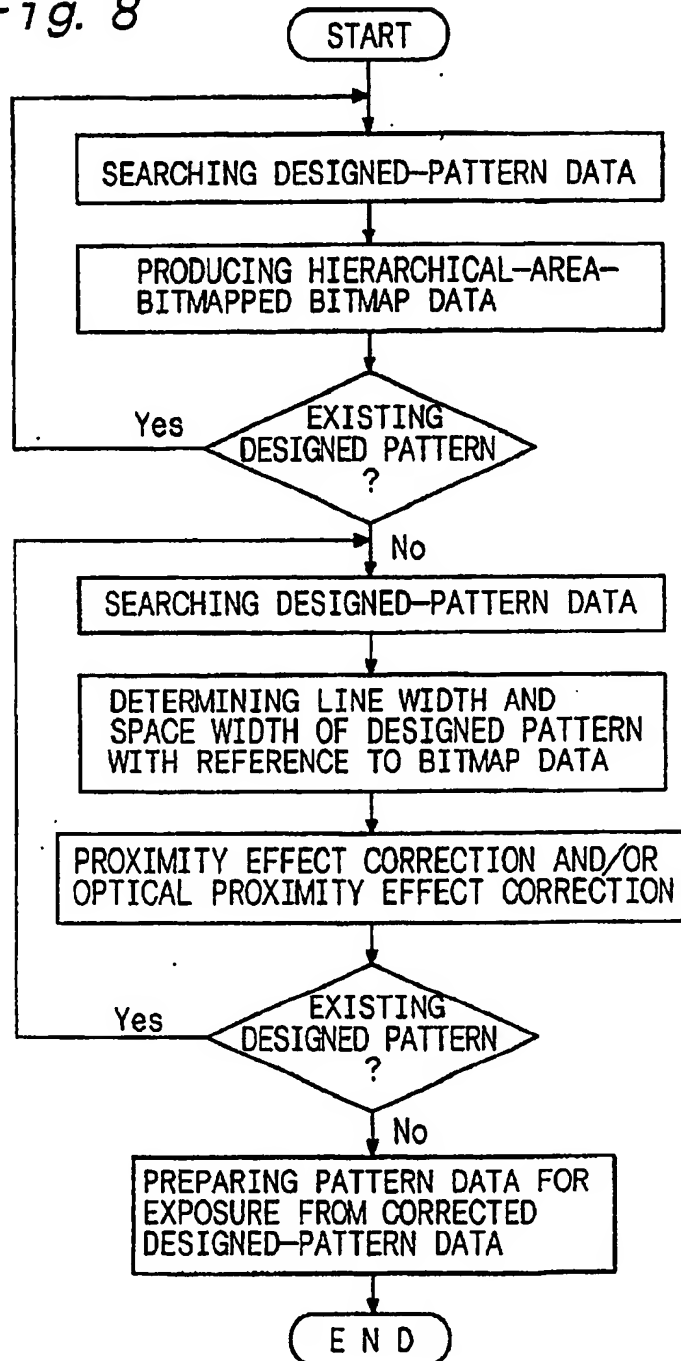 Fig. 8
START
SEARCHING DESIGNED-PATTERN DATA
PRODUCING HIERARCHICAL-AREA-
BITMAPPED BITMAP DATA
Yes
EXISTING
DESIGNED PATTERN
?
No
SEARCHING DESIGNED-PATTERN DATA
DETERMINING LINE WIDTH AND
SPACE WIDTH OF DESIGNED PATTERN
WITH REFERENCE TO BITMAP DATA
PROXIMITY EFFECT CORRECTION AND/OR
OPTICAL PROXIMITY EFFECT CORRECTION
Yes
EXISTING
DESIGNED PATTERN
?
No
PREPARING PATTERN DATA FOR
EXPOSURE FROM CORRECTED
DESIGNED-PATTERN DATA
E N D